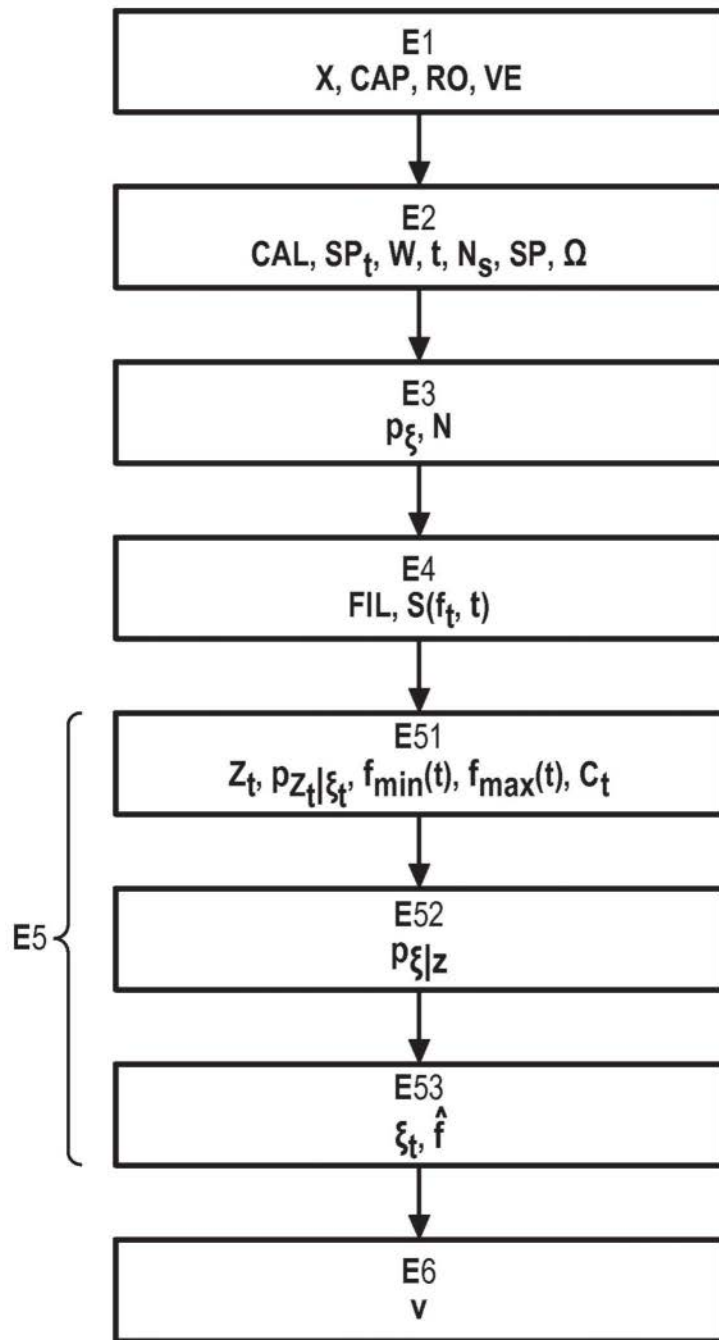 E1
X, CAP, RO, VE
E2
CAL, SPt, W, t, Ns, SP, Ω
E3
pξ, N
E4
FIL, S(ft, t)
E51
Zt, pZt|ξt, fmin(t), fmax(t), Ct
E5
E52
pξ|z
E53
ξt, f̂
E6
v